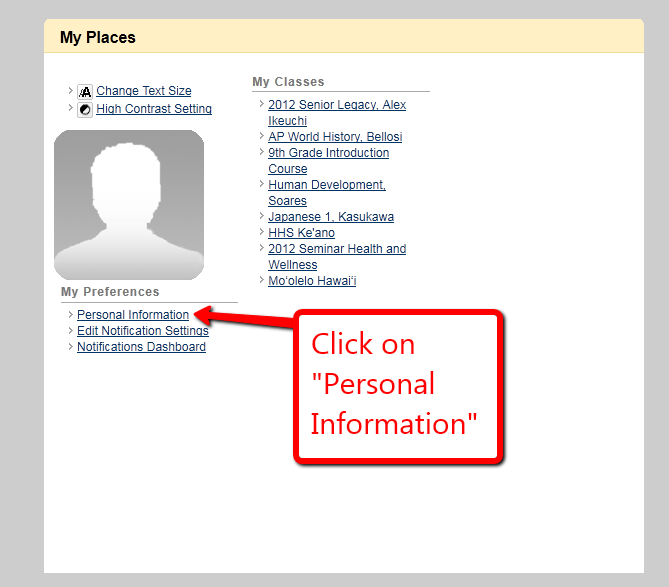 My Places
Change Text Size
High Contrast Setting
My Preferences
Personal Information
Edit Notification Settings
Notifications Dashboard
My Classes
2012 Senior Legacy, Alex
Ikeuchi
AP World History, Bellosi
9th Grade Introduction
Course
Human Development,
Soares
Japanese 1, Kasukawa
HHS Ke'ano
2012 Seminar Health and
Wellness
Mo‘olelo Hawai‘i
Click on
"Personal
Information"